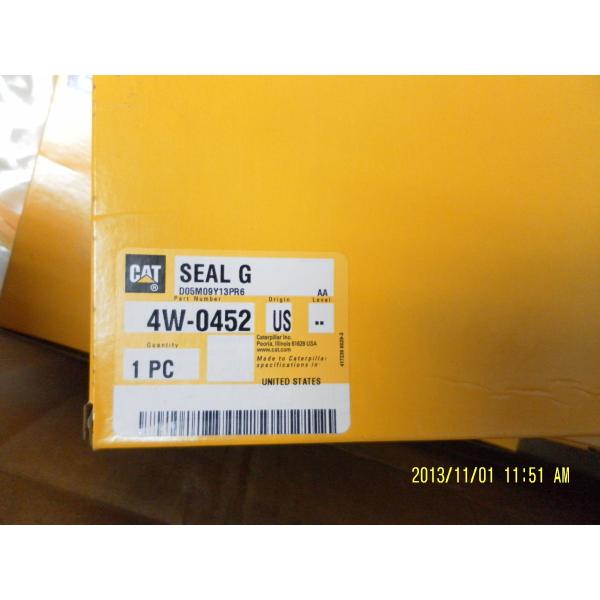 CAT
®
SEAL G
D05M09Y13PR6
Part Number
Origin
AA
Level
4W-0452
US
--
Quantity
1 PC
Caterpillar Inc.
Peoria, Illinois 61629 USA
www.cat.com
Made to Caterpillar
specifications in:
UNITED STATES
2013/11/01 11:51 AM